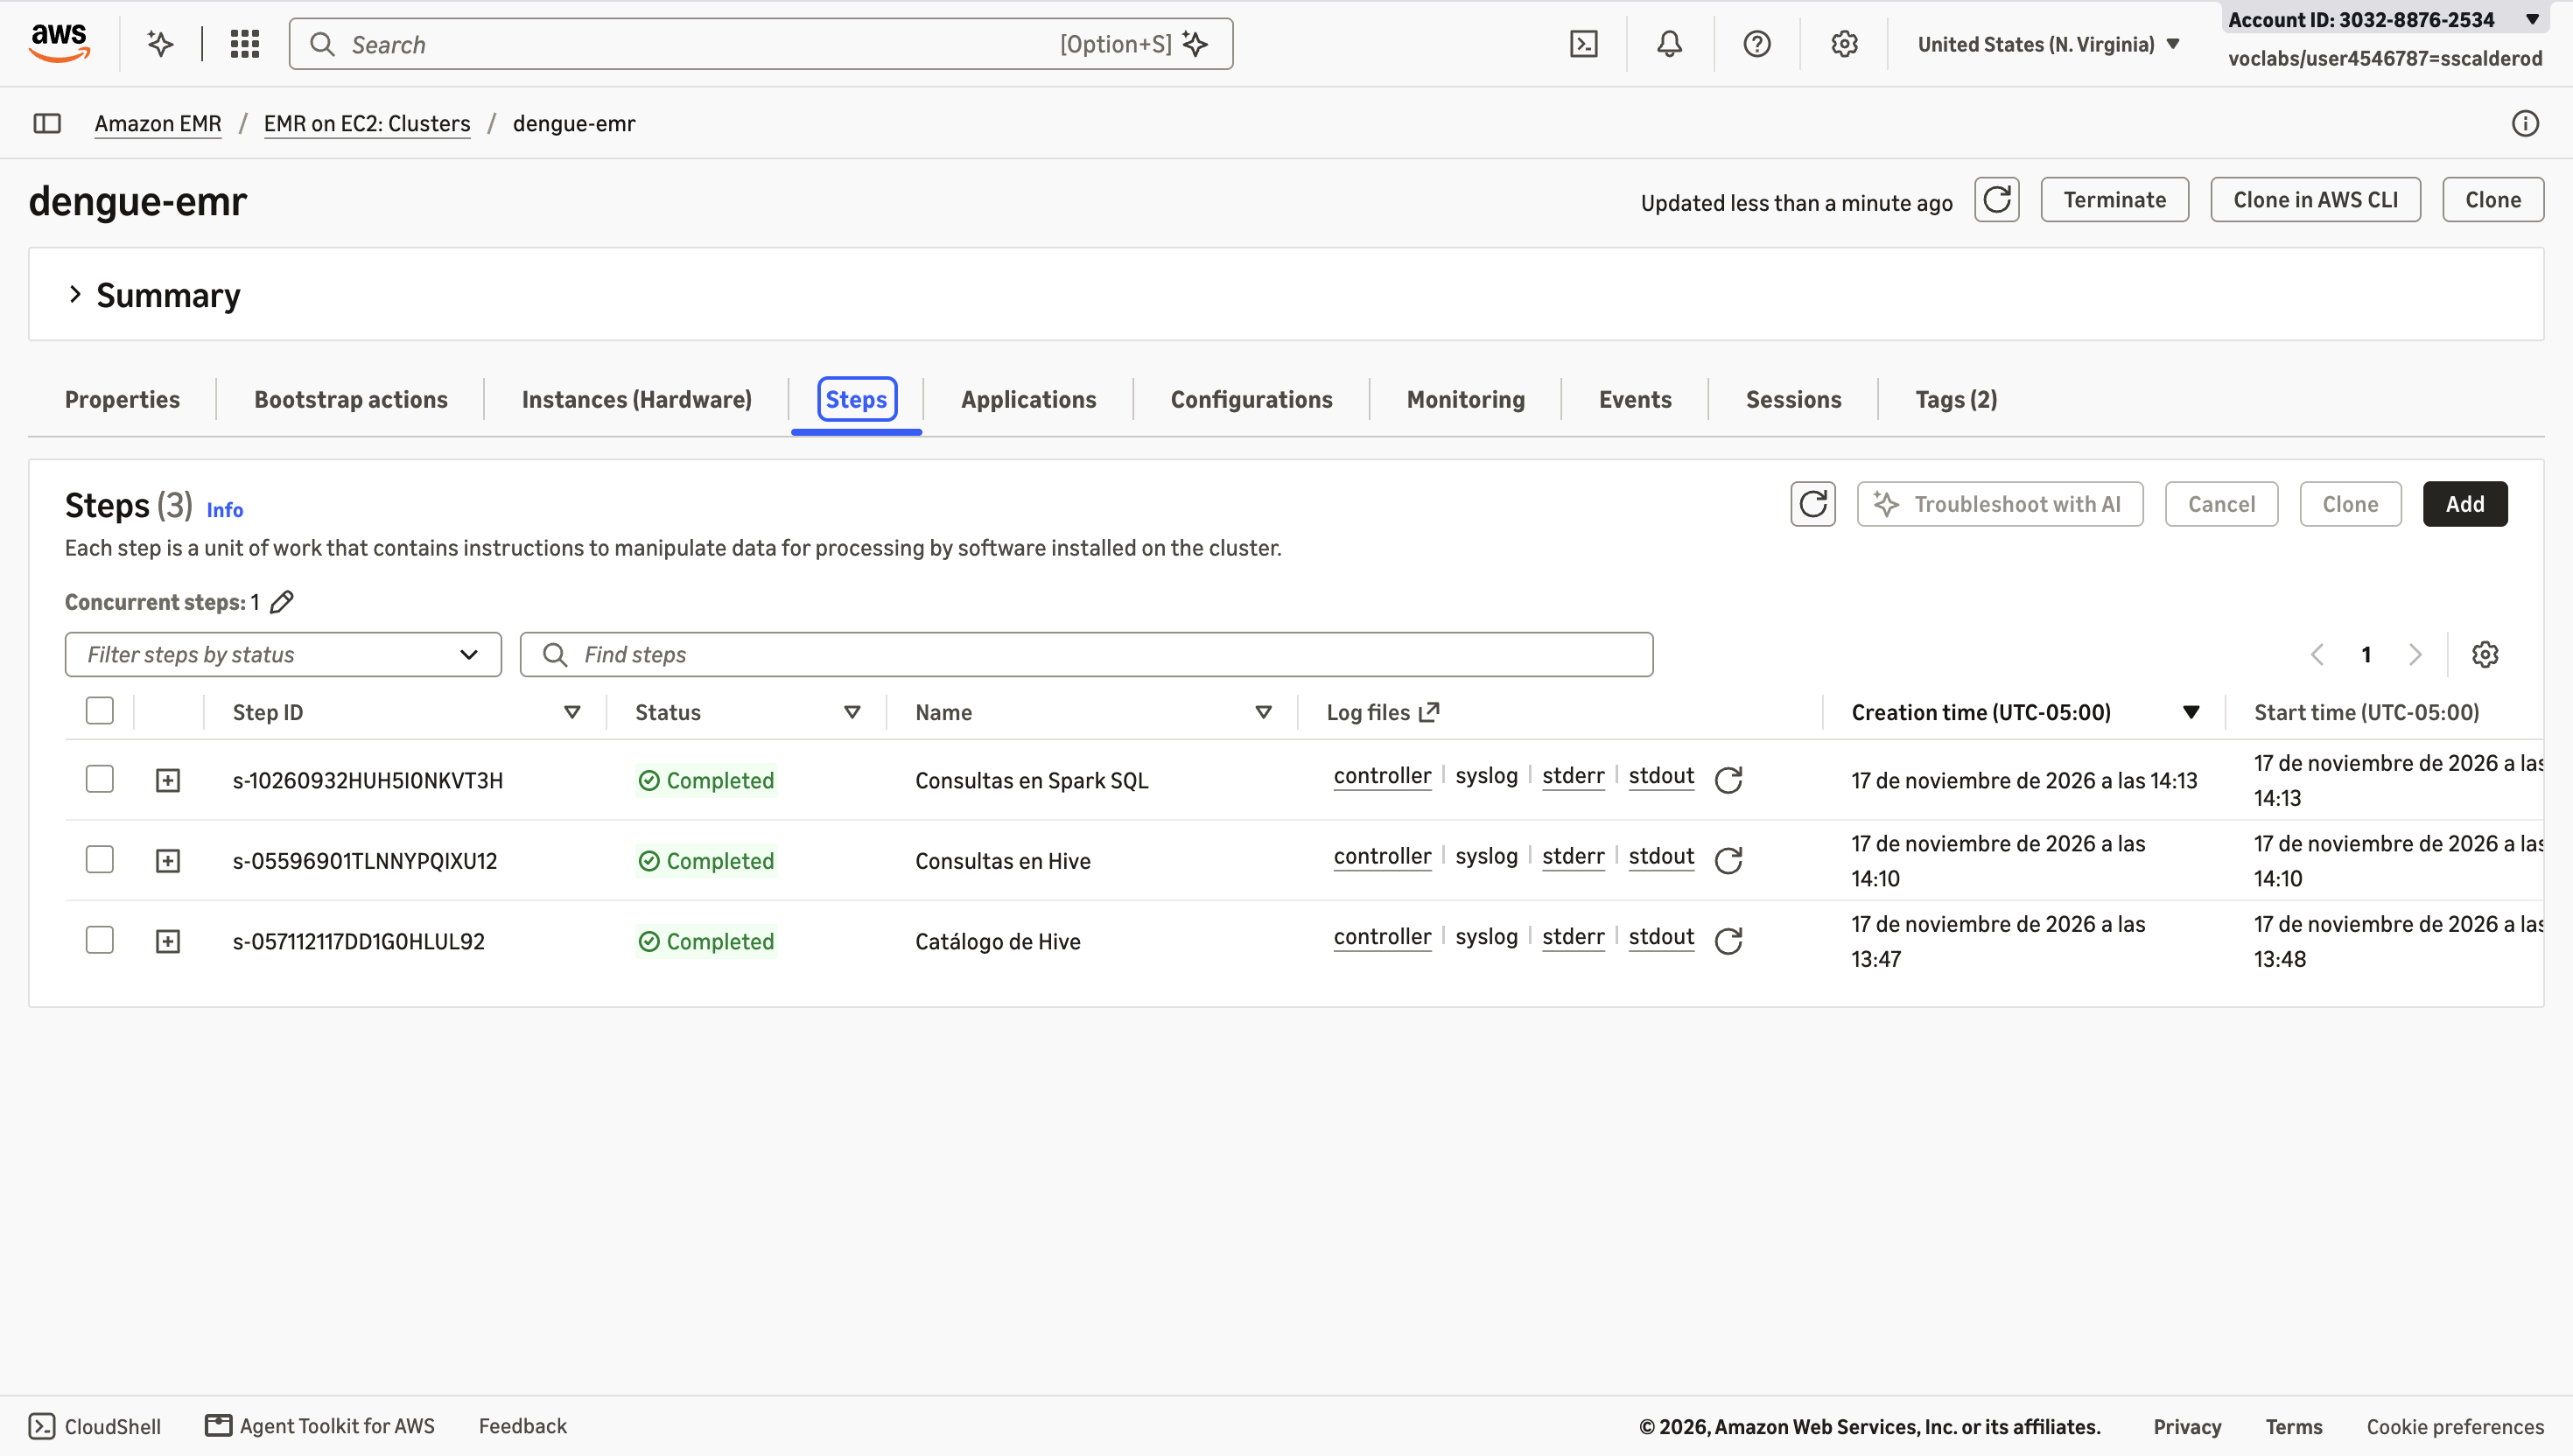 aws
Search [Option+S]
United States (N. Virginia)
Account ID: 3032-8876-2534
voclabs/user4546787=sscalderod
Amazon EMR / EMR on EC2: Clusters / dengue-emr
dengue-emr
Updated less than a minute ago
Terminate
Clone in AWS CLI
Clone
Summary
Properties
Bootstrap actions
Instances (Hardware)
Steps
Applications
Configurations
Monitoring
Events
Sessions
Tags (2)
Steps (3) Info
Troubleshoot with AI
Cancel
Clone
Add
Each step is a unit of work that contains instructions to manipulate data for processing by software installed on the cluster.
Concurrent steps: 1
Filter steps by status
Find steps
1
Step ID Status Name Log files Creation time (UTC-05:00) Start time (UTC-05:00)
s-10260932HUH5I0NKVT3H Completed Consultas en Spark SQL controller syslog stderr stdout 17 de noviembre de 2026 a las 14:13 17 de noviembre de 2026 a las
14:13
s-05596901TLNNYPQIXU12 Completed Consultas en Hive controller syslog stderr stdout 17 de noviembre de 2026 a las 17 de noviembre de 2026 a las
14:10 14:10
s-057112117DD1G0HLUL92 Completed Catálogo de Hive controller syslog stderr stdout 17 de noviembre de 2026 a las 17 de noviembre de 2026 a las
13:47 13:48
CloudShell
Agent Toolkit for AWS
Feedback
© 2026, Amazon Web Services, Inc. or its affiliates.
Privacy
Terms
Cookie preferences